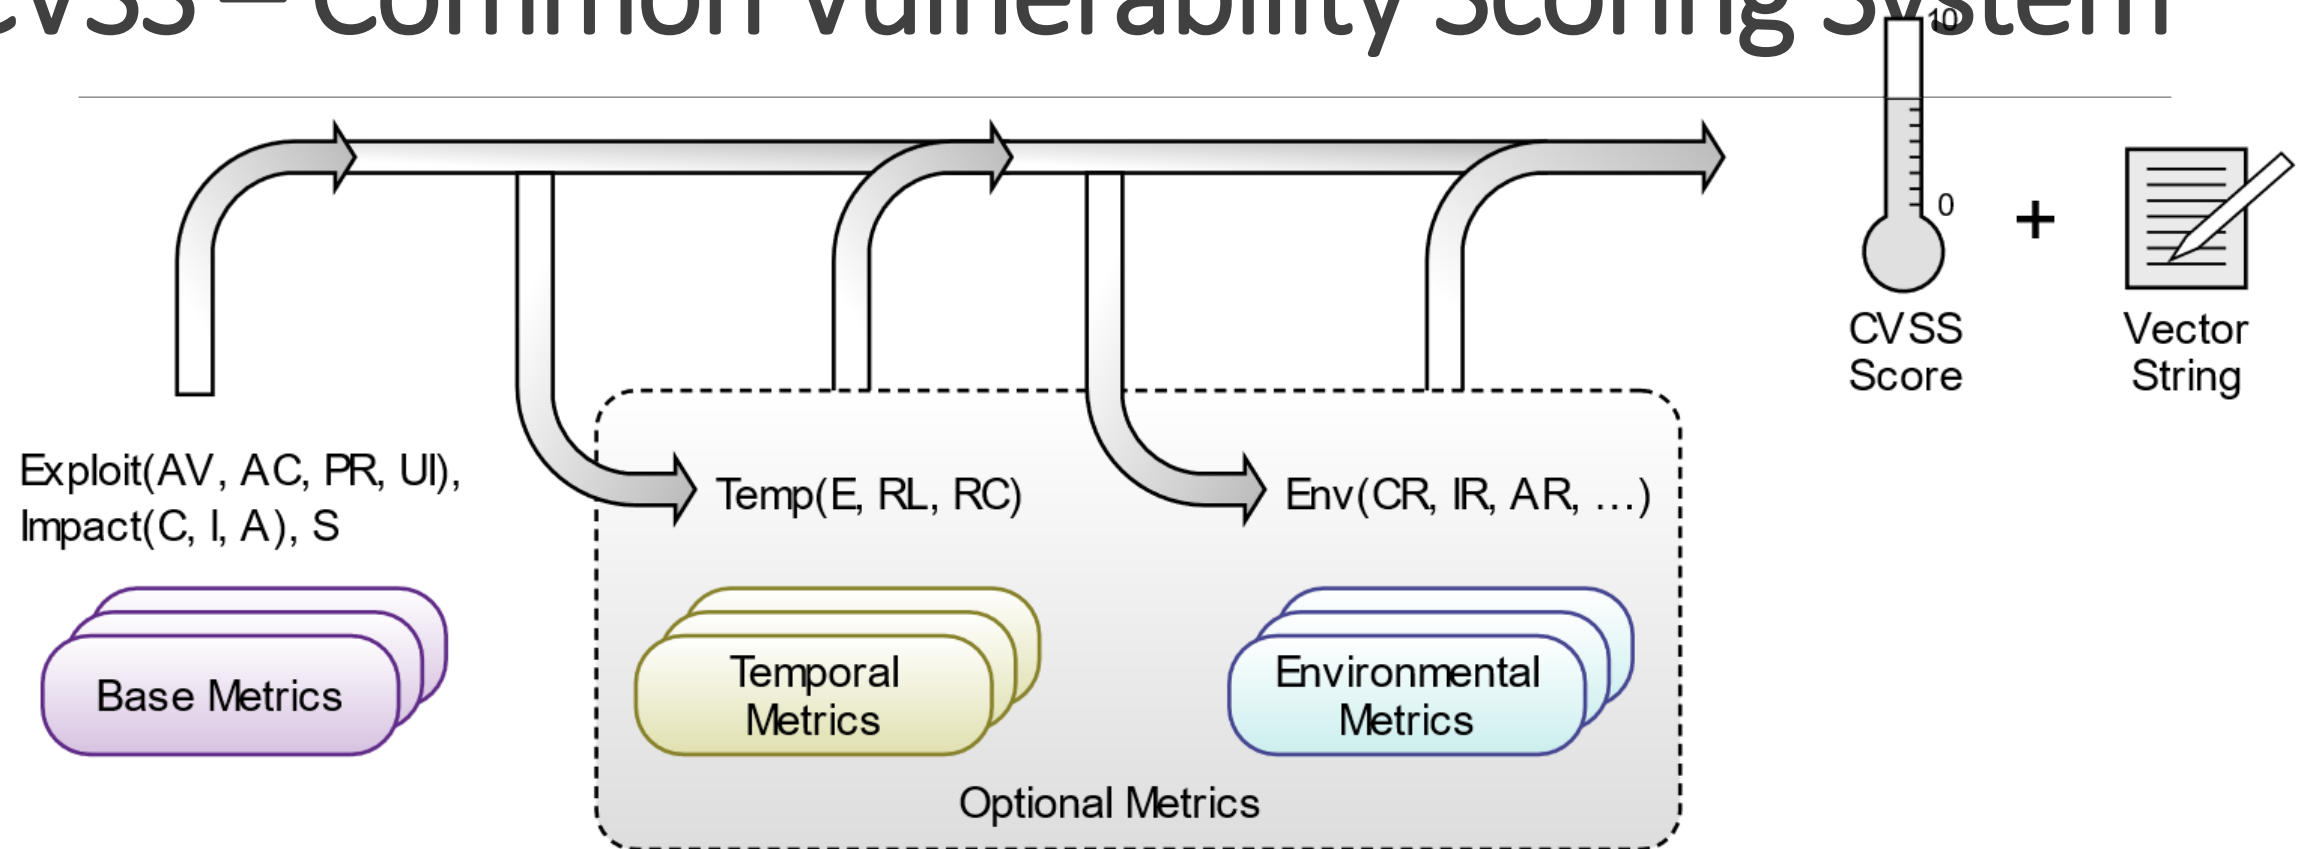 CVSS – Common Vulnerability Scoring System
10
0
+
CVSS
Score
Vector
String
Exploit(AV, AC, PR, UI),
Impact(C, I, A), S
Temp(E, RL, RC)
Env(CR, IR, AR, …)
Base Metrics
Temporal
Metrics
Environmental
Metrics
Optional Metrics